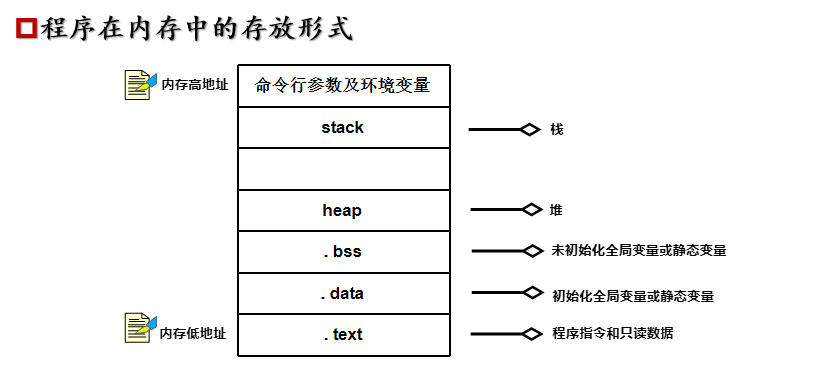 程序在内存中的存放形式
内存高地址 命令行参数及环境变量
stack 栈
heap 堆
. bss 未初始化全局变量或静态变量
. data 初始化全局变量或静态变量
内存低地址 . text 程序指令和只读数据